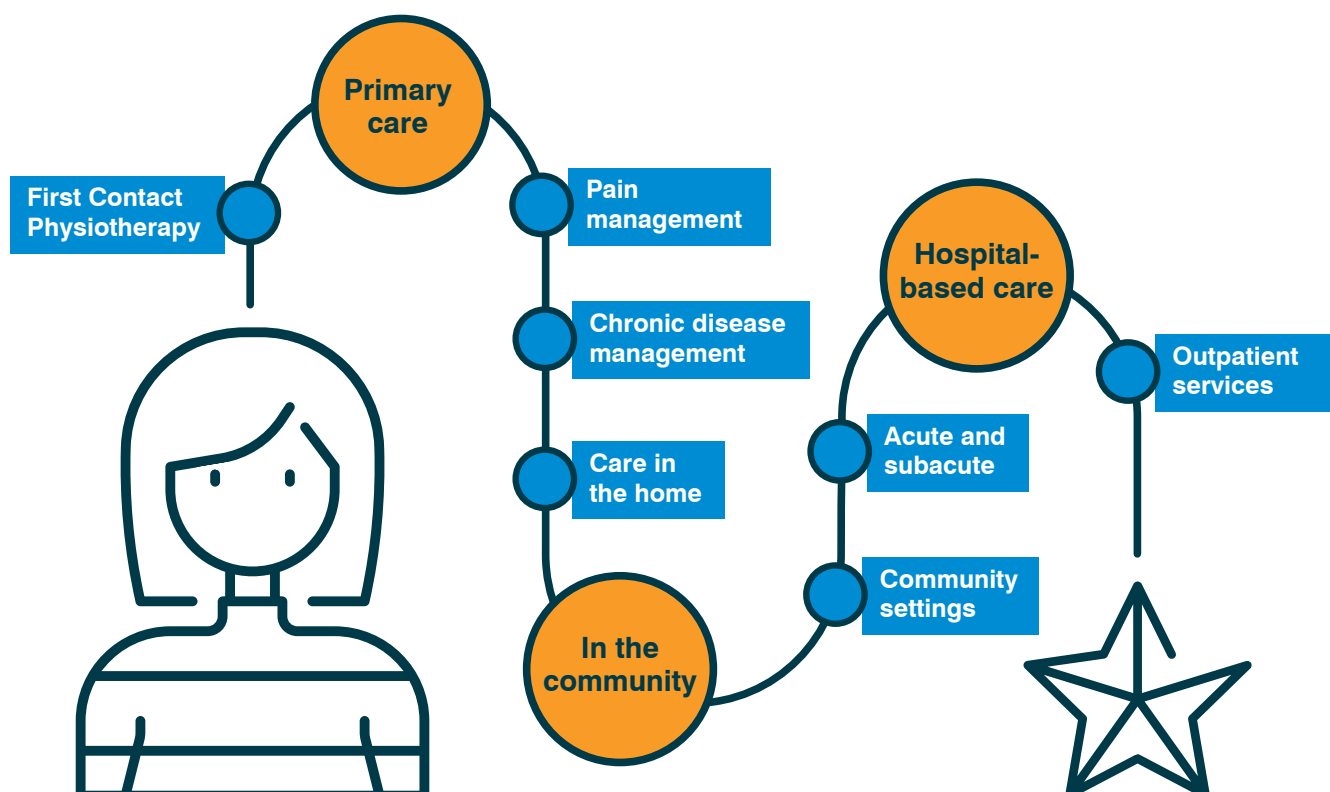 Primary
care
First Contact
Physiotherapy
Pain
management
Chronic disease
management
Care in
the home
In the
community
Community
settings
Acute and
subacute
Hospital-
based care
Outpatient
services